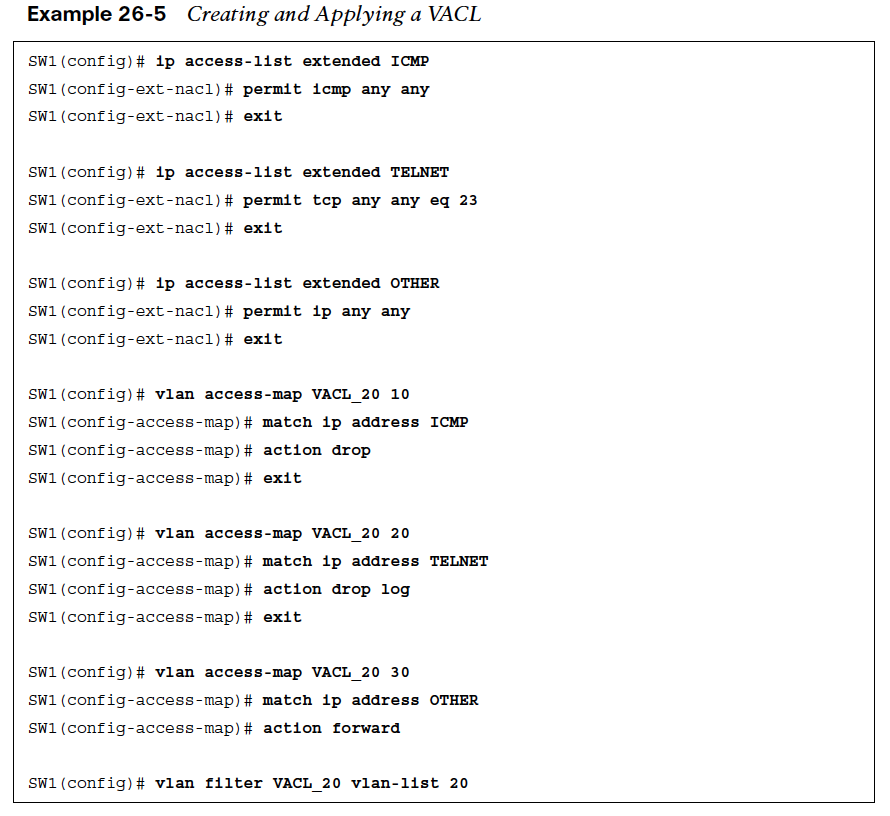 Example 26-5 Creating and Applying a VACL
SW1(config)# ip access-list extended ICMP
SW1(config-ext-nacl)# permit icmp any any
SW1(config-ext-nacl)# exit
SW1(config)# ip access-list extended TELNET
SW1(config-ext-nacl)# permit tcp any any eq 23
SW1(config-ext-nacl)# exit
SW1(config)# ip access-list extended OTHER
SW1(config-ext-nacl)# permit ip any any
SW1(config-ext-nacl)# exit
SW1(config)# vlan access-map VACL_20 10
SW1(config-access-map)# match ip address ICMP
SW1(config-access-map)# action drop
SW1(config-access-map)# exit
SW1(config)# vlan access-map VACL_20 20
SW1(config-access-map)# match ip address TELNET
SW1(config-access-map)# action drop log
SW1(config-access-map)# exit
SW1(config)# vlan access-map VACL_20 30
SW1(config-access-map)# match ip address OTHER
SW1(config-access-map)# action forward
SW1(config)# vlan filter VACL_20 vlan-list 20